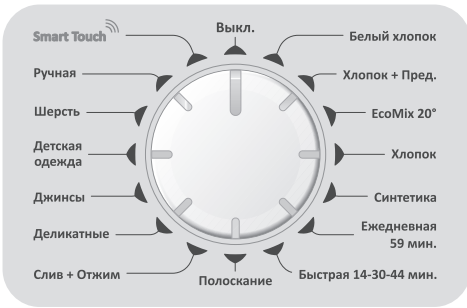 Smart Touch
Выкл.
Белый хлопок
Ручная
Хлопок + Пред.
Шерсть
EcoMix 20°
Детская
одежда
Хлопок
Джинсы
Синтетика
Деликатные
Ежедневная
59 мин.
Слив + Отжим
Полоскание
Быстрая 14-30-44 мин.